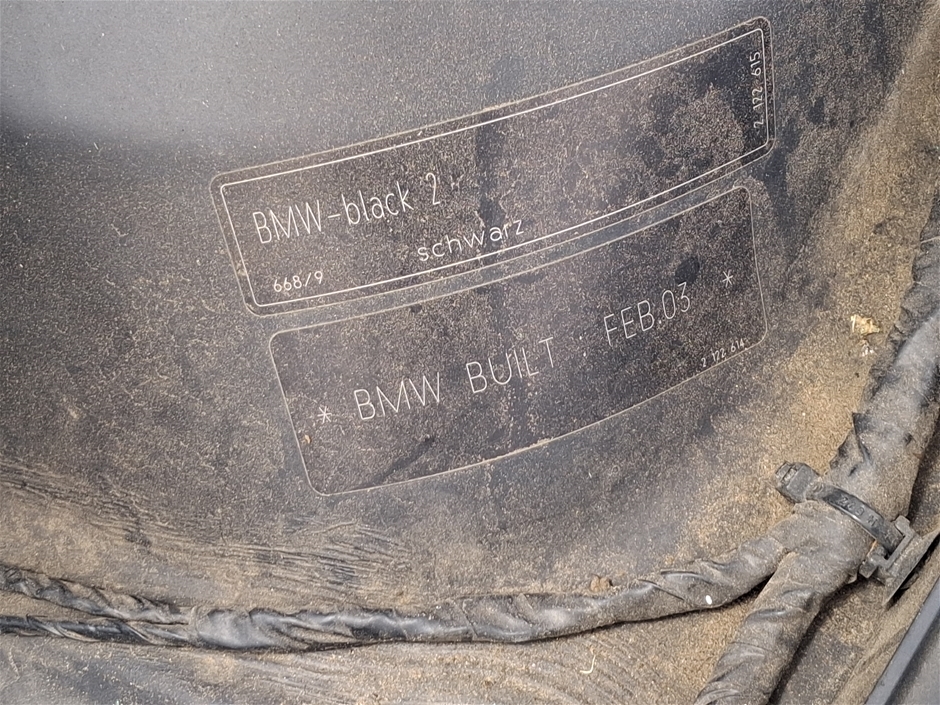 BMW-black 2
schwarz
668/9
2 122 615
* BMW BUILT : FEB.03 *
2 122 614